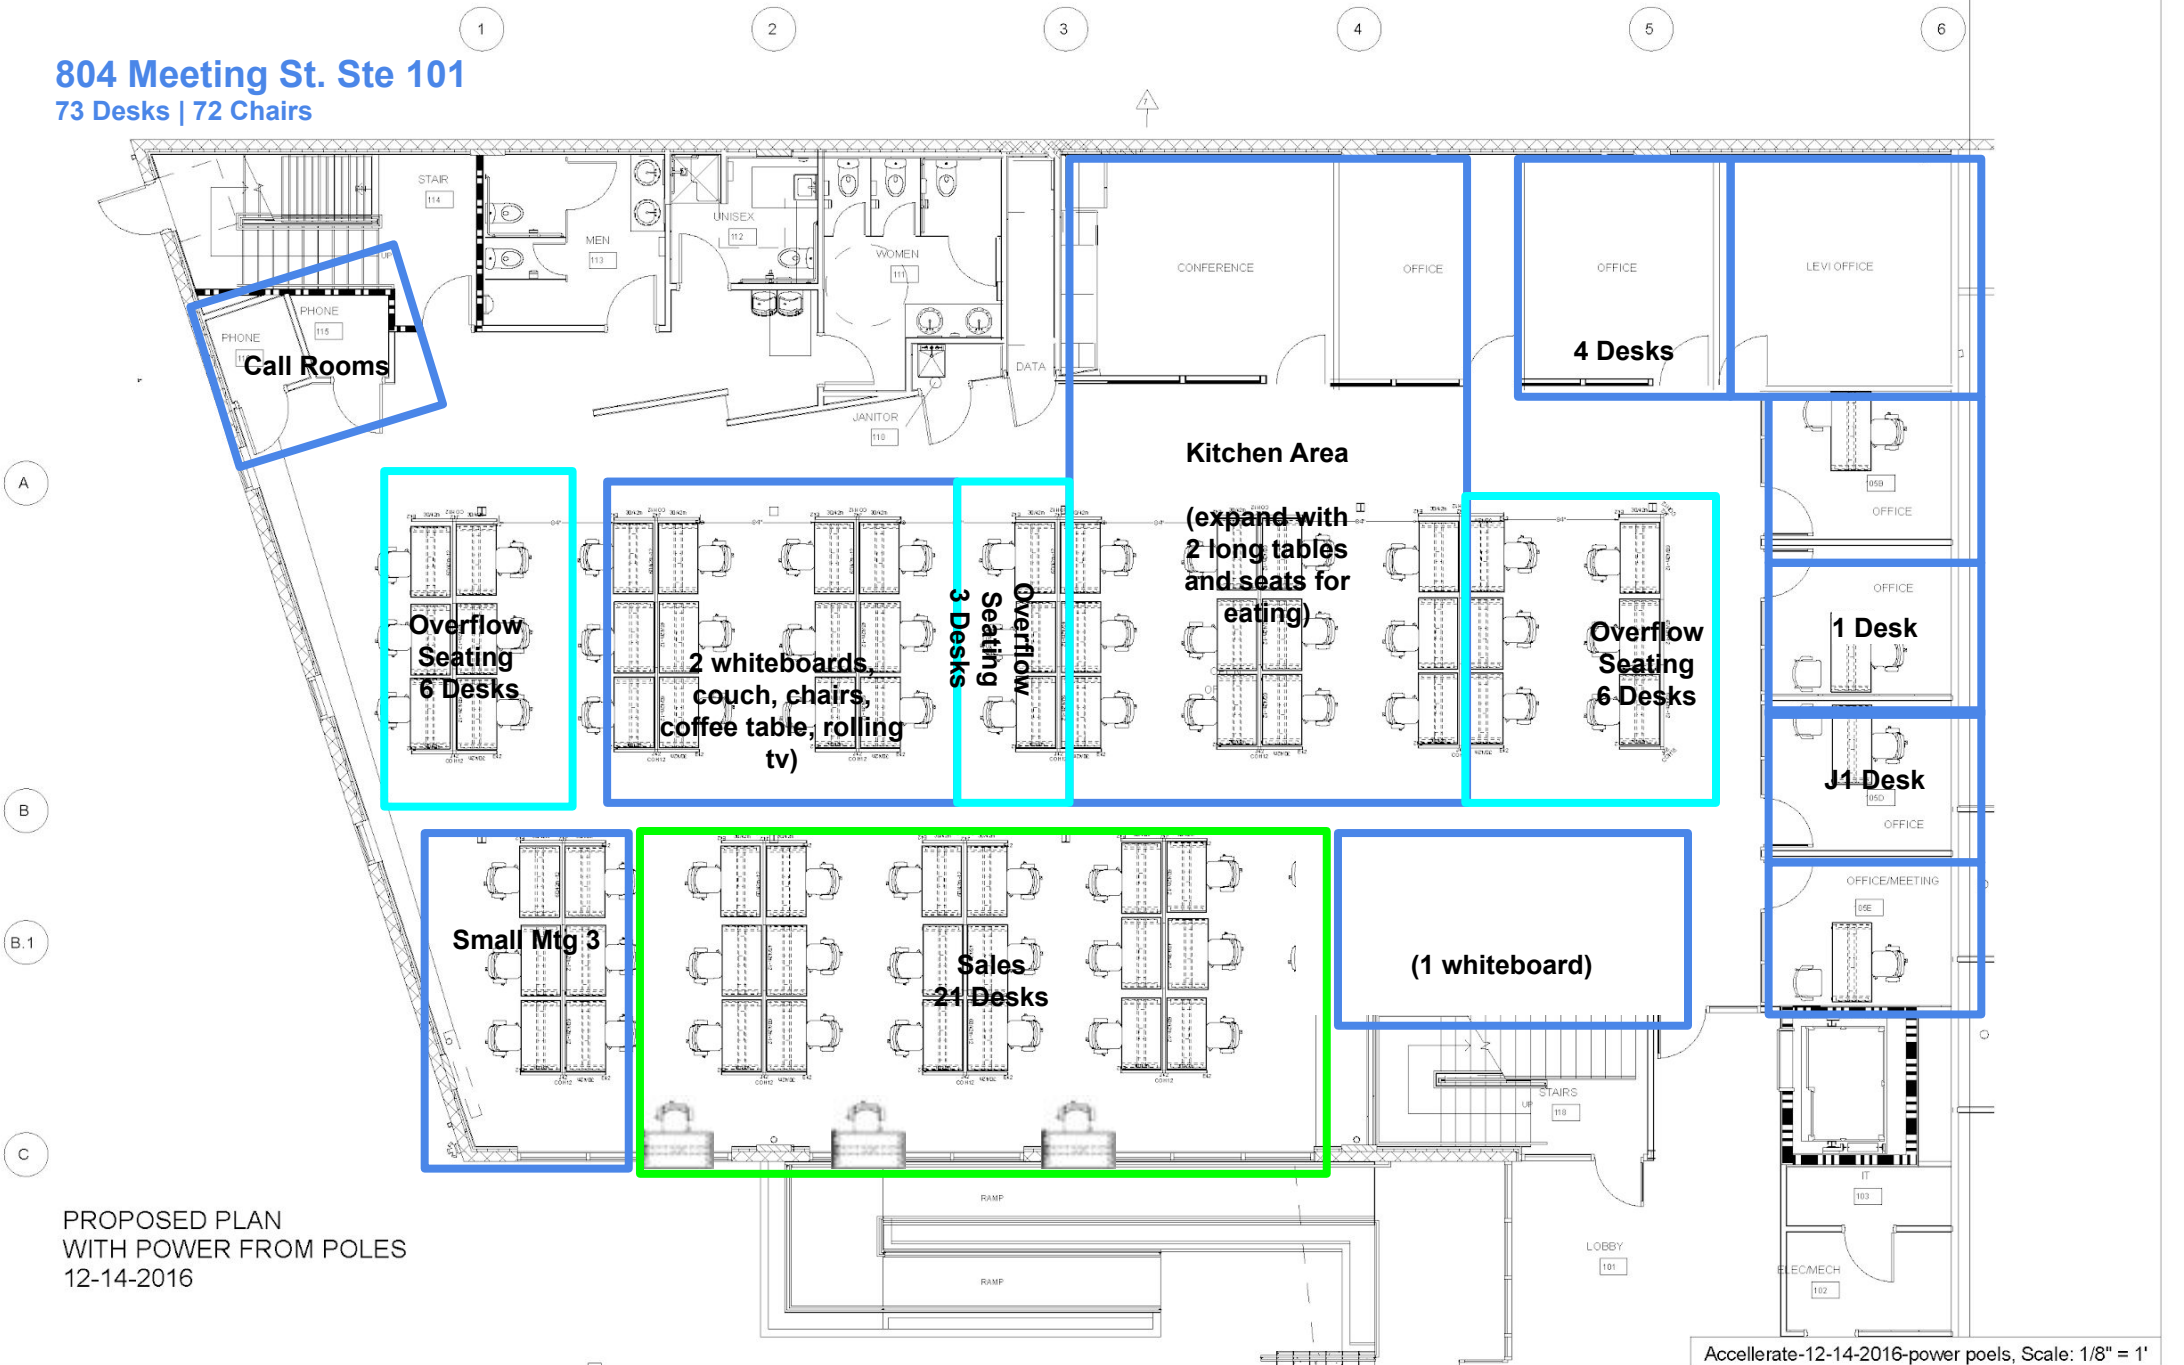 1
2
3
4
5
6
804 Meeting St. Ste 101
73 Desks | 72 Chairs
7
STAIR
114
UP
MEN
113
UNISEX
112
WOMEN
111
CONFERENCE
OFFICE
OFFICE
LEVI OFFICE
PHONE
115
PHONE
Call Rooms
DATA
JANITOR
4 Desks
A
Kitchen Area
(expand with
2 long tables
and seats for
eating)
105B
OFFICE
Overflow
Seating
6 Desks
2 whiteboards,
couch, chairs,
coffee table, rolling
tv)
Overflow
Seating
3 Desks
Overflow
Seating
6 Desks
OFFICE
1 Desk
J1 Desk
105D
OFFICE
B
Small Mtg 3
Sales
21 Desks
(1 whiteboard)
OFFICE/MEETING
B.1
STAIRS
118
UP
C
IT
103
RAMP
RAMP
LOBBY
101
ELEC/MECH
102
PROPOSED PLAN
WITH POWER FROM POLES
12-14-2016
Accellerate-12-14-2016-power poels, Scale: 1/8" = 1'